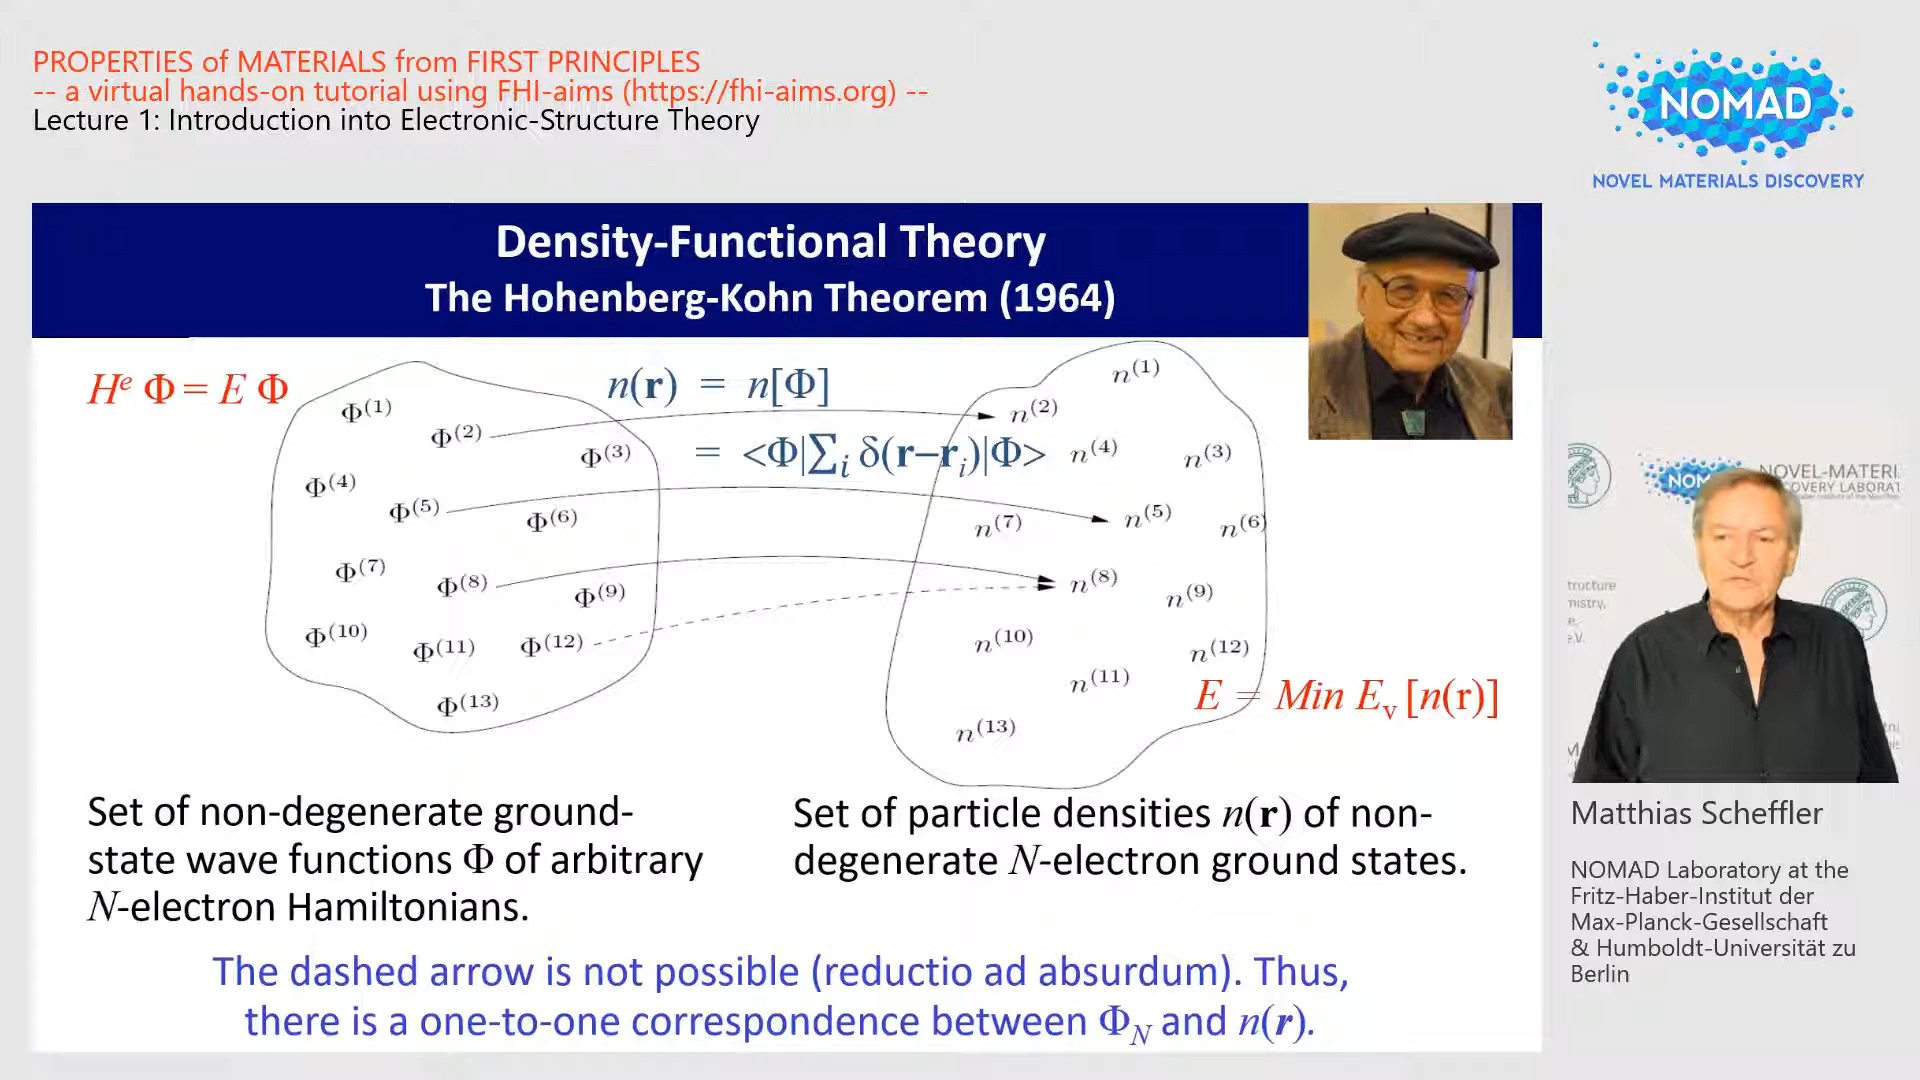 PROPERTIES of MATERIALS from FIRST PRINCIPLES
-- a virtual hands-on tutorial using FHI-aims (https://fhi-aims.org) --
Lecture 1: Introduction into Electronic-Structure Theory
NOMAD
NOVEL MATERIALS DISCOVERY
Density-Functional Theory
The Hohenberg-Kohn Theorem (1964)
Hᵉ Φ = E Φ
n(r) = n[Φ]
= <Φ|∑ᵢ δ(r–rᵢ)|Φ>
Φ⁽¹⁾
Φ⁽²⁾
Φ⁽³⁾
Φ⁽⁴⁾
Φ⁽⁵⁾
Φ⁽⁶⁾
Φ⁽⁷⁾
Φ⁽⁸⁾
Φ⁽⁹⁾
Φ⁽¹⁰⁾
Φ⁽¹¹⁾
Φ⁽¹²⁾
Φ⁽¹³⁾
n⁽¹⁾
n⁽²⁾
n⁽³⁾
n⁽⁴⁾
n⁽⁵⁾
n⁽⁶⁾
n⁽⁷⁾
n⁽⁸⁾
n⁽⁹⁾
n⁽¹⁰⁾
n⁽¹¹⁾
n⁽¹²⁾
n⁽¹³⁾
E = Min Eᵥ [n(r)]
Set of non-degenerate ground-
state wave functions Φ of arbitrary
N-electron Hamiltonians.
Set of particle densities n(r) of non-
degenerate N-electron ground states.
The dashed arrow is not possible (reductio ad absurdum). Thus,
there is a one-to-one correspondence between Φ_N and n(r).
NOVEL-MATERI
COVERY LABORAT
Matthias Scheffler
NOMAD Laboratory at the
Fritz-Haber-Institut der
Max-Planck-Gesellschaft
& Humboldt-Universität zu
Berlin